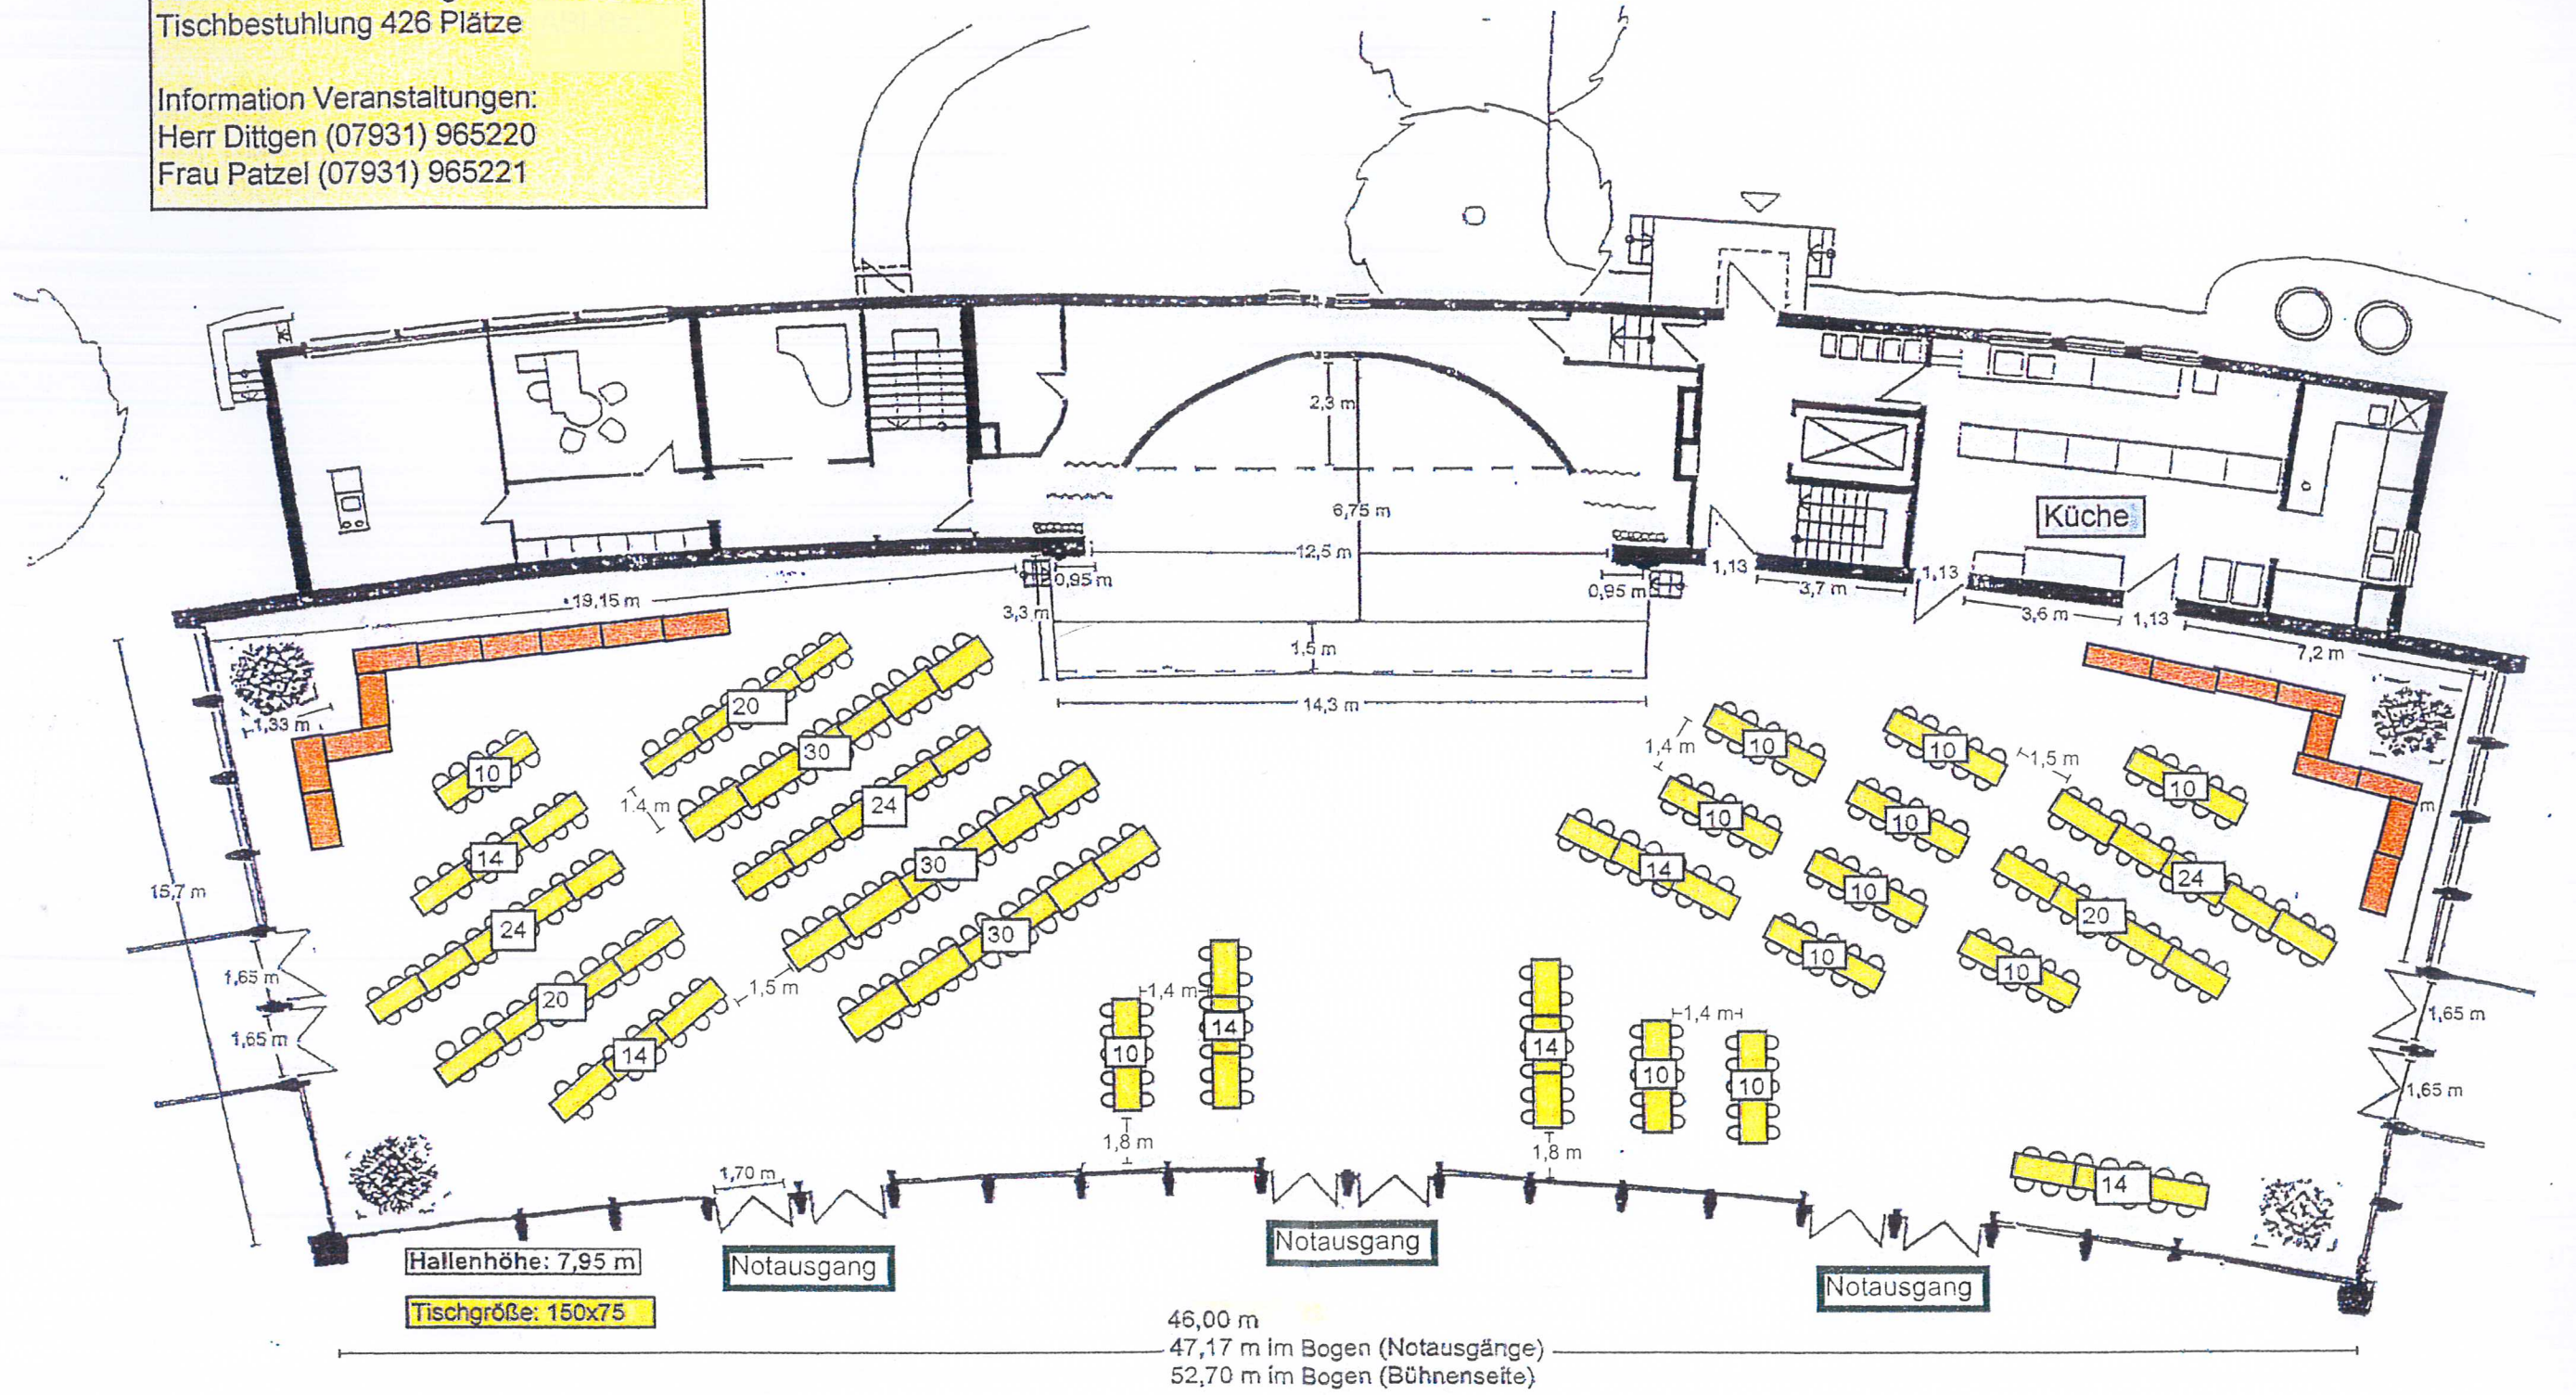 Tischbestuhlung 426 Plätze
Information Veranstaltungen:
Herr Dittgen (07931) 965220
Frau Patzel (07931) 965221
2,3 m
6,75 m
12,5 m
Küche
0,95 m
0,95 m
1,13
3,7 m
1,13
3,6 m
1,13
7,2 m
19,15 m
3,3 m
1,5 m
14,3 m
1,33 m
20
30
10
1,4 m
24
14
30
24
30
20
14
1,5 m
15,7 m
1,65 m
1,65 m
1,4 m
10
10
1,5 m
10
10
10
14
10
24
20
10
10
m
1,4 m
10
14
14
1,4 m
10
10
1,65 m
1,65 m
1,8 m
1,8 m
14
1,70 m
Hallenhöhe: 7,95 m
Notausgang
Notausgang
Notausgang
Tischgröße: 150x75
46,00 m
47,17 m im Bogen (Notausgänge)
52,70 m im Bogen (Bühnenseite)